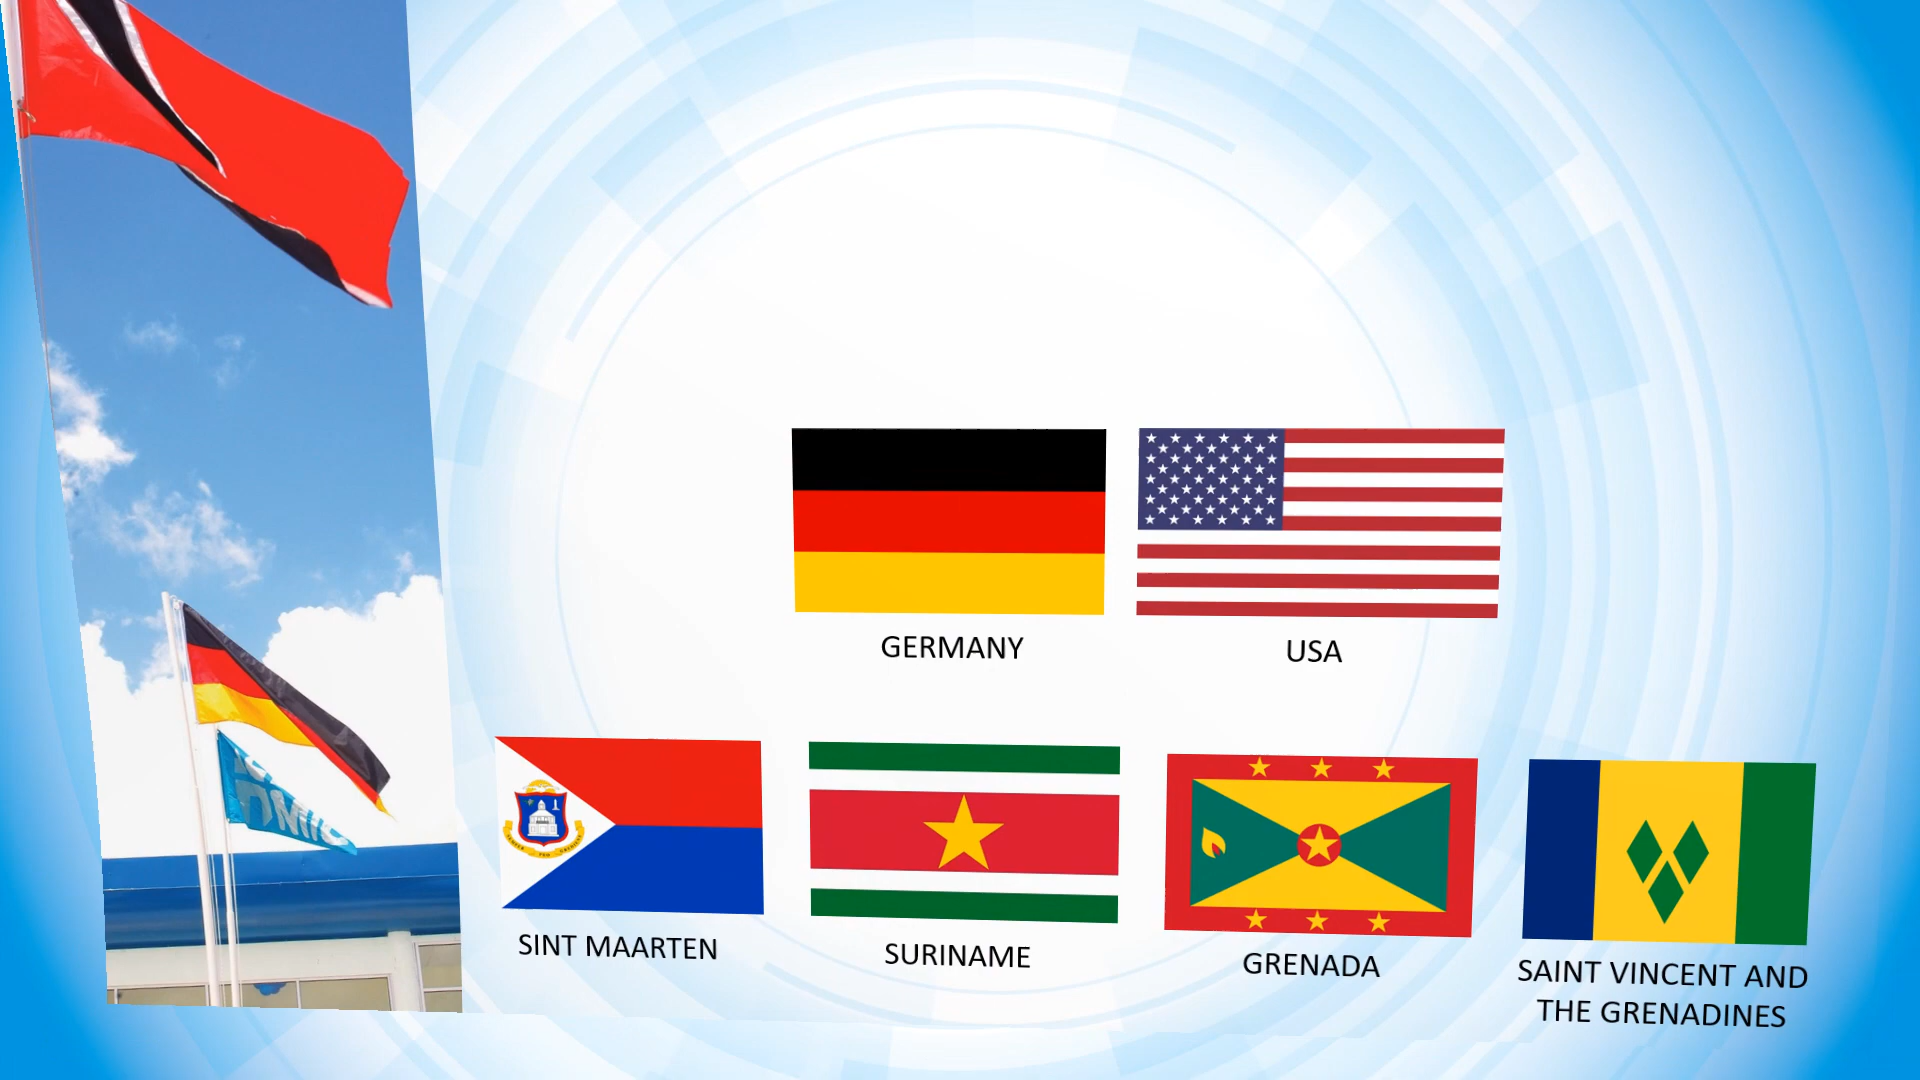 GERMANY
USA
SINT MAARTEN
SURINAME
GRENADA
SAINT VINCENT AND
THE GRENADINES